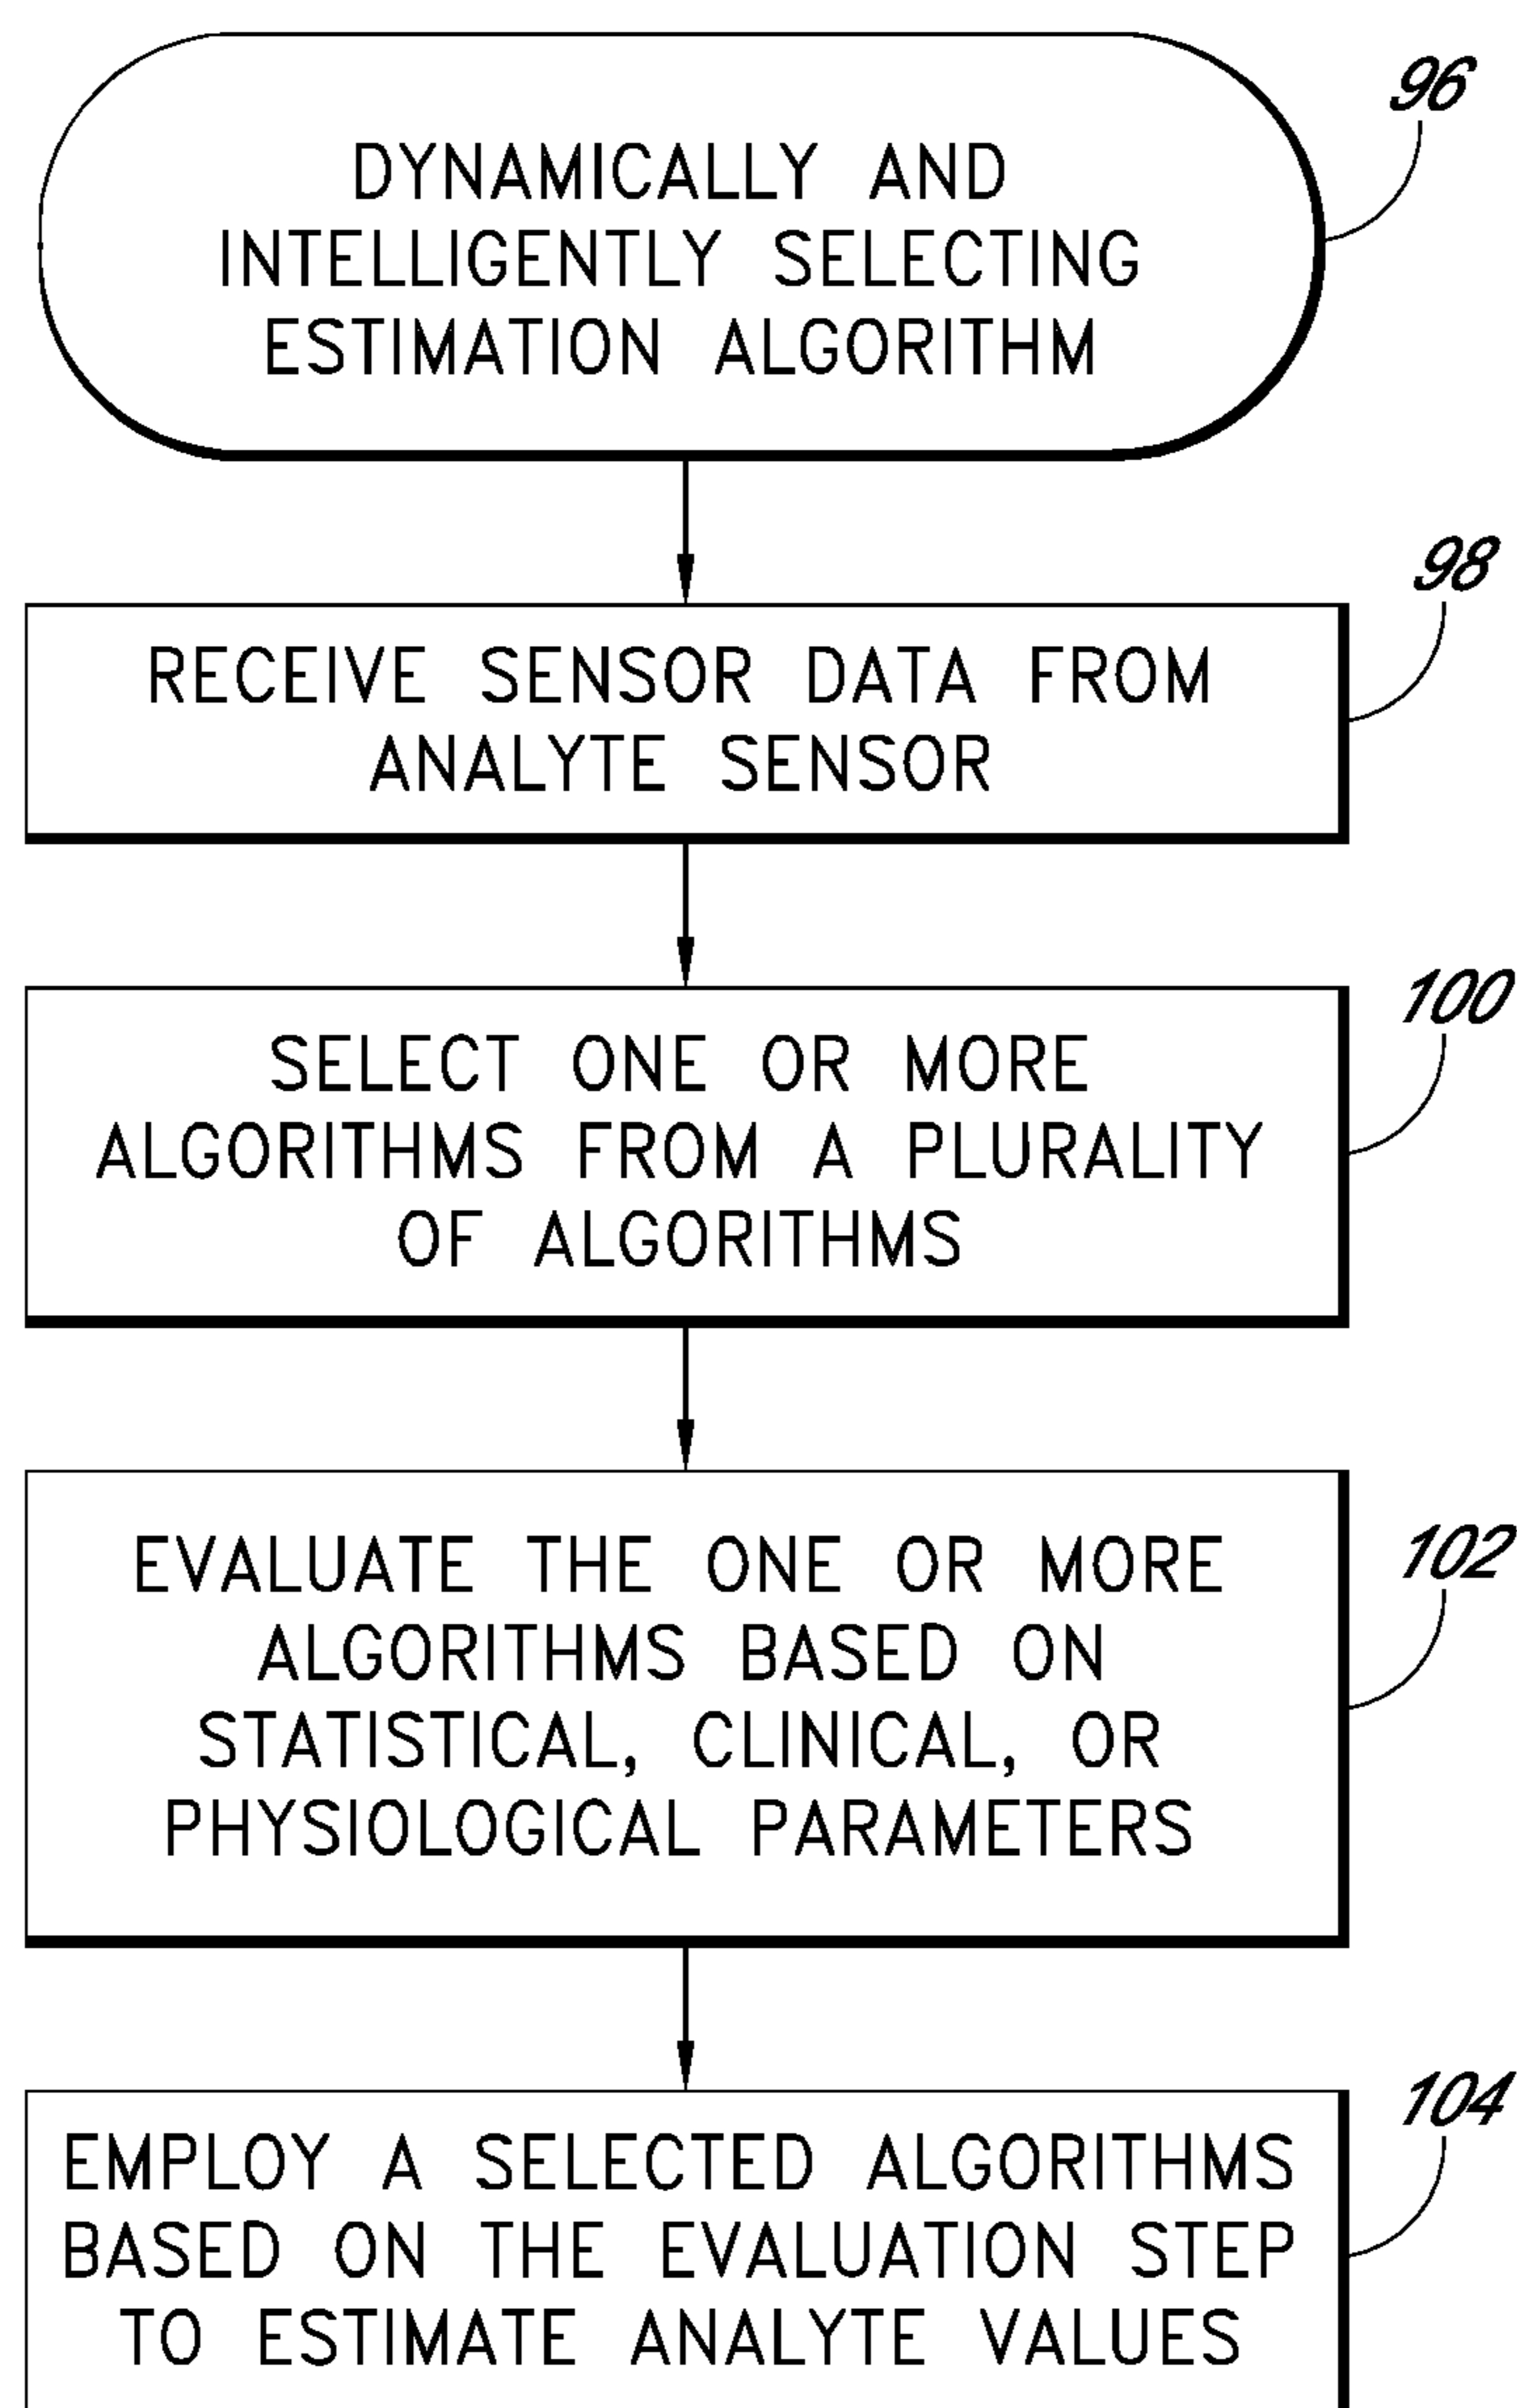 96
DYNAMICALLY AND
INTELLIGENTLY SELECTING
ESTIMATION ALGORITHM
98
RECEIVE SENSOR DATA FROM
ANALYTE SENSOR
100
SELECT ONE OR MORE
ALGORITHMS FROM A PLURALITY
OF ALGORITHMS
102
EVALUATE THE ONE OR MORE
ALGORITHMS BASED ON
STATISTICAL, CLINICAL, OR
PHYSIOLOGICAL PARAMETERS
104
EMPLOY A SELECTED ALGORITHMS
BASED ON THE EVALUATION STEP
TO ESTIMATE ANALYTE VALUES